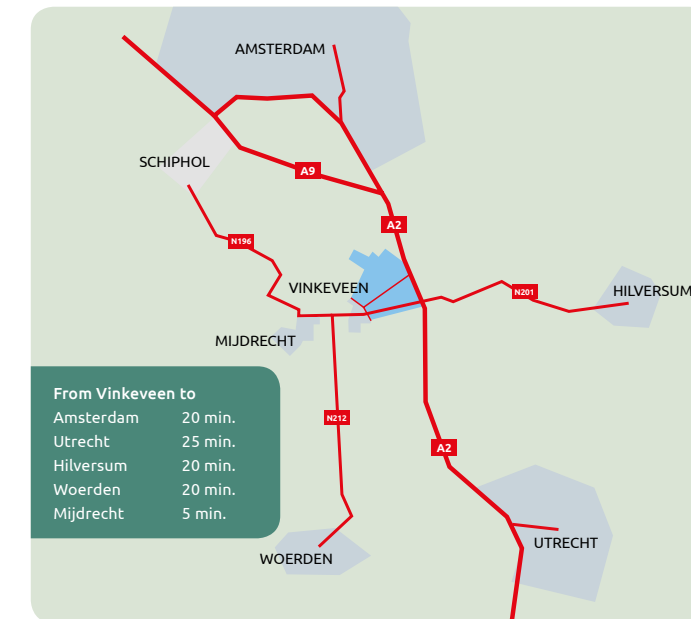 AMSTERDAM
SCHIPHOL
A9
A2
N196
VINKEVEEN
N201
HILVERSUM
MIJDRECHT
From Vinkeveen to
Amsterdam 20 min.
Utrecht 25 min.
Hilversum 20 min.
Woerden 20 min.
Mijdrecht 5 min.
N212
A2
UTRECHT
WOERDEN